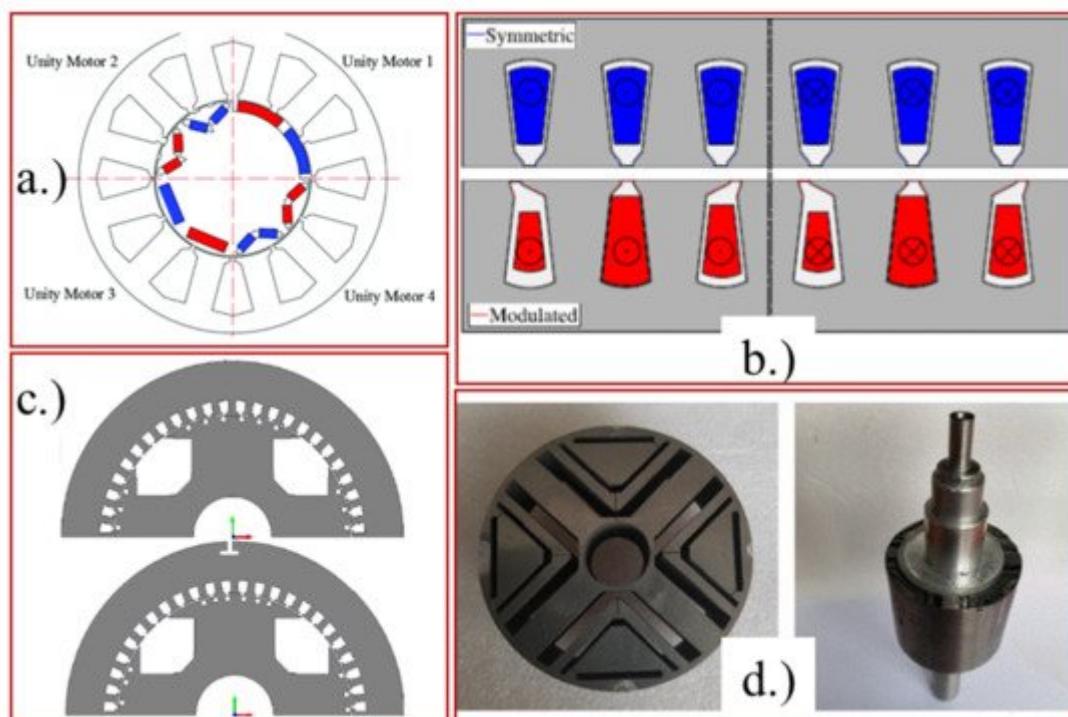 Unity Motor 2
Unity Motor 1
a.)
Unity Motor 3
Unity Motor 4
Symmetric
Modulated
b.)
c.)
d.)